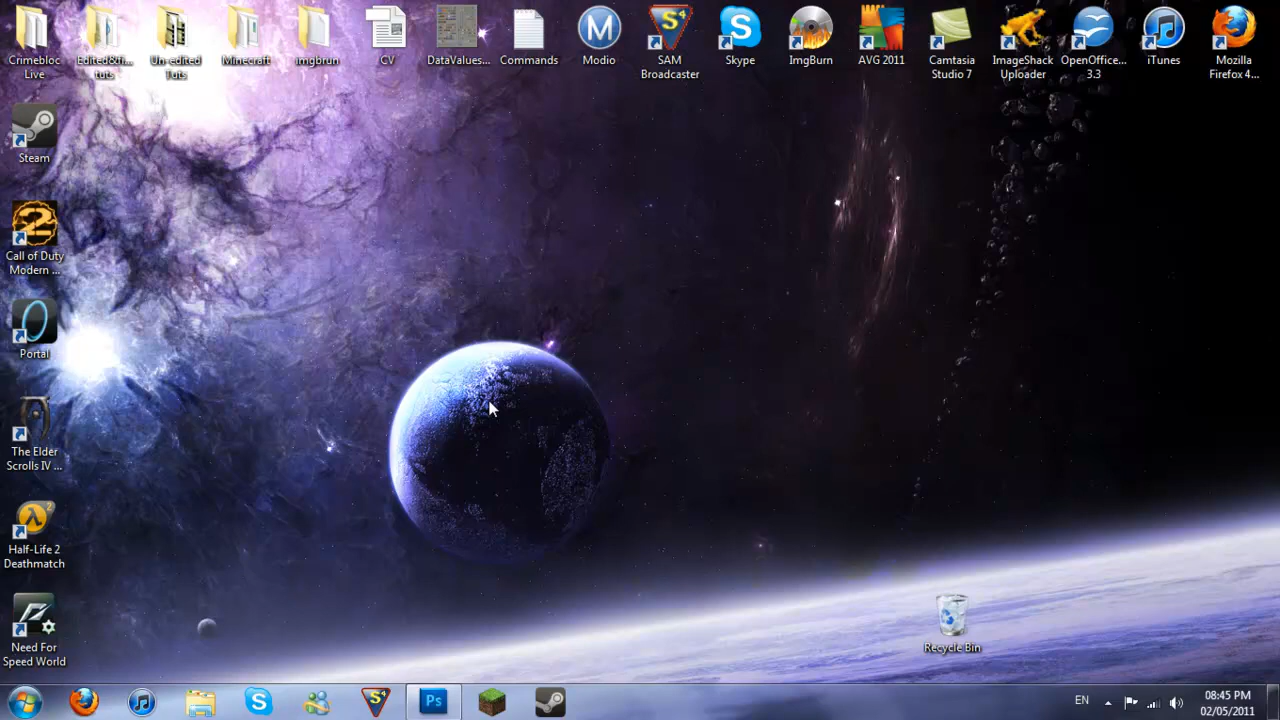 Cnmebloc Live
Edited&fi... tuts
Un-edited Tuts
Minecraft
imgbrun
CV
DataValues...
Commands
Modio
SAM Broadcaster
Skype
ImgBurn
AVG 2011
Camtasia Studio 7
ImageShack Uploader
OpenOffice... 3.3
iTunes
Mozilla Firefox 4...
Steam
Call of Duty
Modern ...
Portal
The Elder
Scrolls IV ...
Half-Life 2
Deathmatch
Need For
Speed World
Recycle Bin
Ps
EN
08:45 PM
02/05/2011